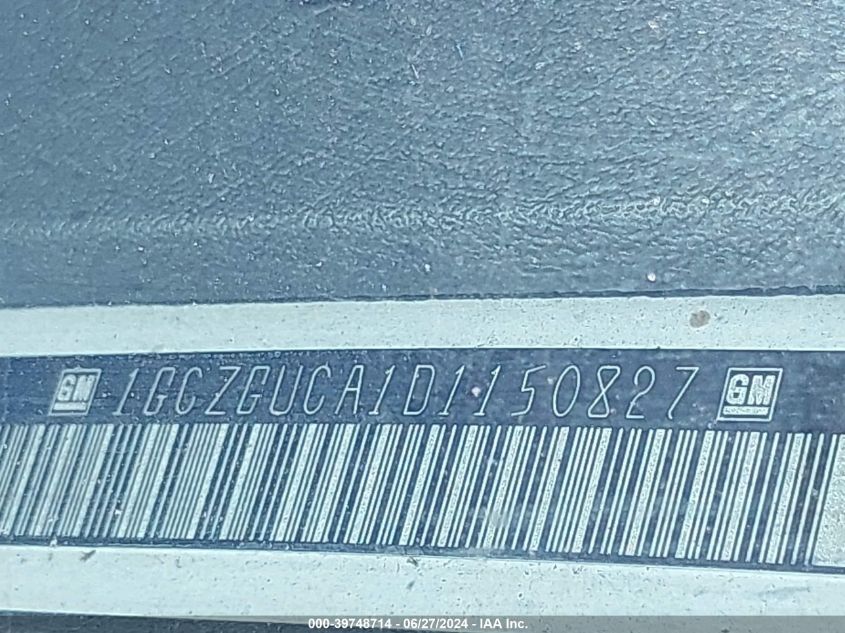 GM 1GCZGUCA1D1150827 GM
000-39748714 - 06/27/2024 - IAA Inc.